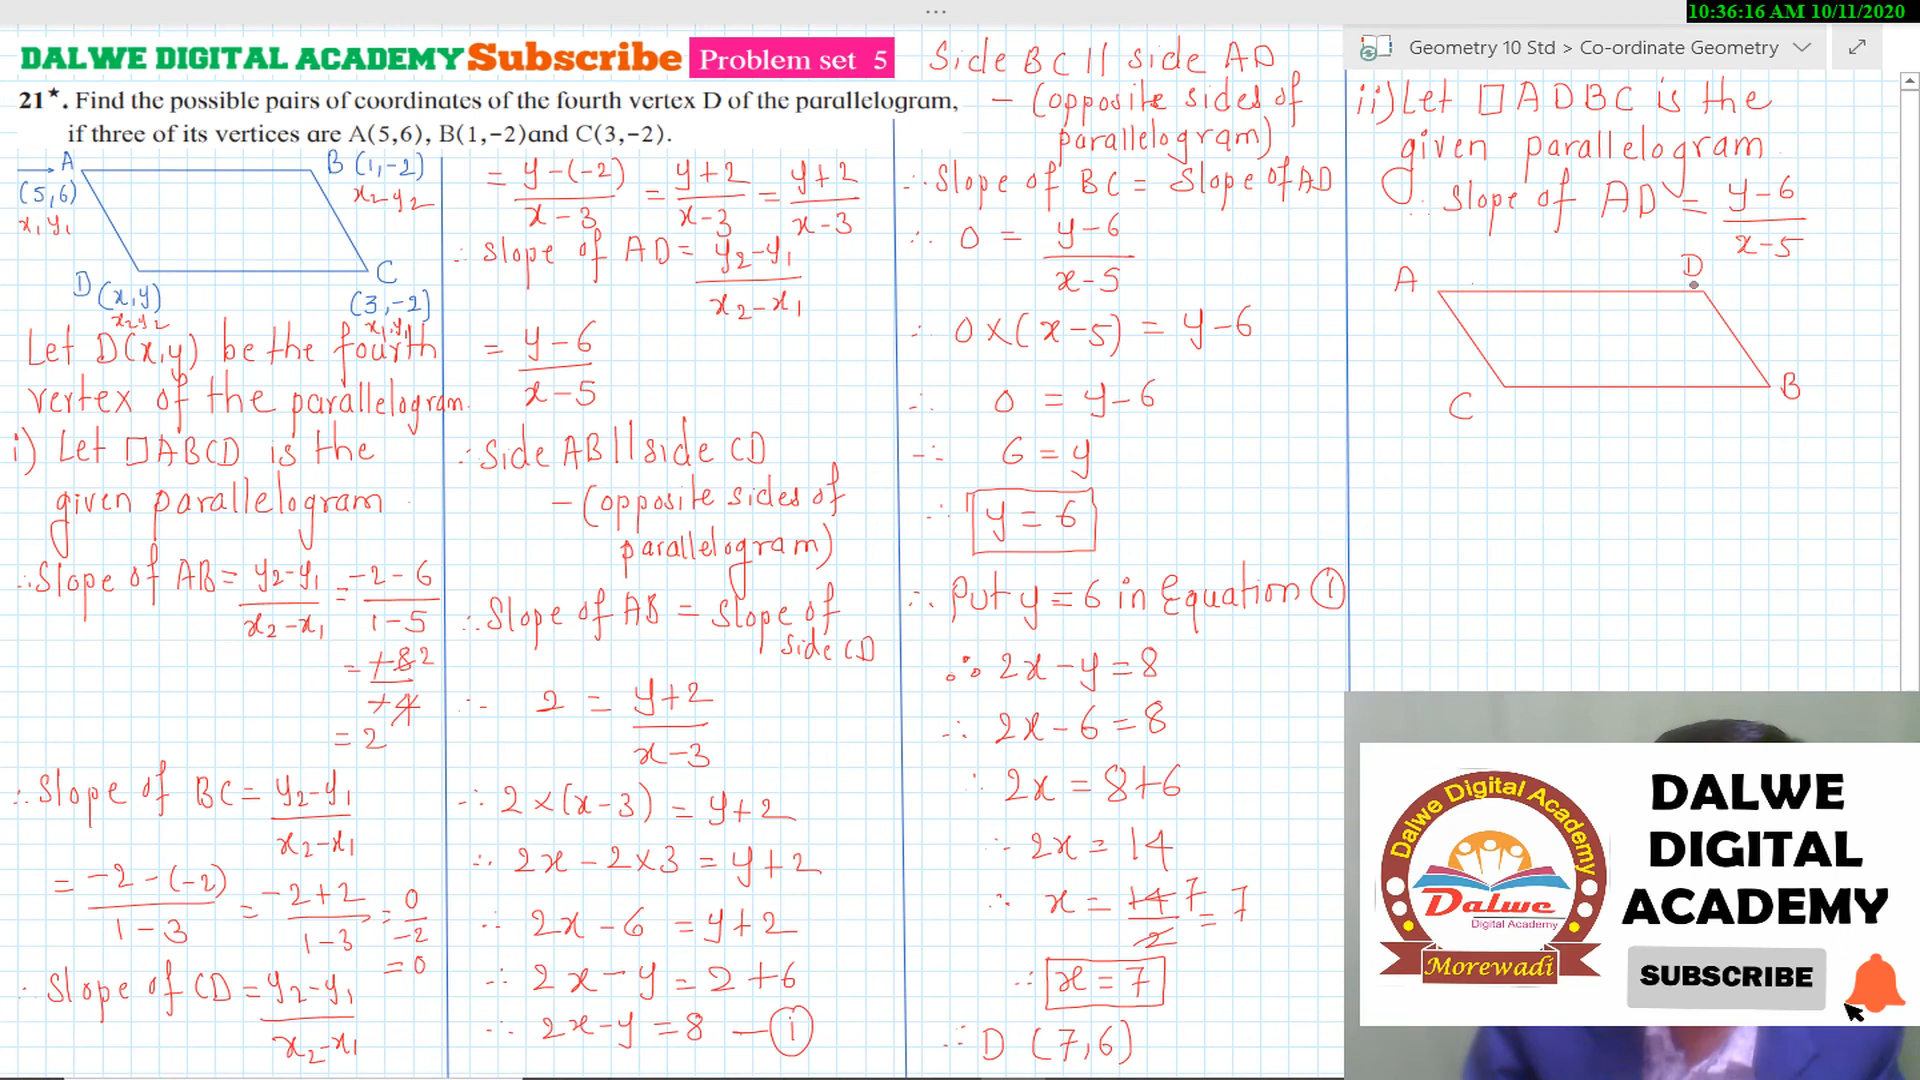 10:36:16 AM 10/11/2020
Geometry 10 Std > Co-ordinate Geometry
DALWE DIGITAL ACADEMY Subscribe Problem set 5
21★. Find the possible pairs of coordinates of the fourth vertex D of the parallelogram,
if three of its vertices are A(5,6), B(1,−2)and C(3,−2).
A
(5,6)
x₁ y₁
B (1,-2)
x₂ y₂
D (x,y)
x₂ y₂
C
(3,-2)
x₁, y₁
Let D(x,y) be the fourth
vertex of the parallelogram.
i) Let □ABCD is the
given parallelogram
∴ Slope of AB = y₂-y₁/x₂-x₁ = -2-6/1-5
= +82/+4
= 2
∴ Slope of BC = y₂-y₁/x₂-x₁
= -2-(-2)/1-3 = -2+2/1-3 = 0/-2
= 0
∴ Slope of CD = y₂-y₁/x₂-x₁
= y-(-2)/x-3 = y+2/x-3 = y+2/x-3
∴ Slope of AD = y₂-y₁/x₂-x₁
= y-6/x-5
∴ Side AB || side CD
- (opposite sides of
parallelogram)
∴ Slope of AB = Slope of
side CD
∴ 2 = y+2/x-3
∴ 2×(x-3) = y+2
∴ 2x-2×3 = y+2
∴ 2x-6 = y+2
∴ 2x-y = 2+6
∴ 2x-y = 8 — ⓘ
Side BC || side AD
- (opposite sides of
parallelogram)
∴ Slope of BC = Slope of AD
∴ 0 = y-6/x-5
∴ 0×(x-5) = y-6
∴ 0 = y-6
∴ 6 = y
∴ y = 6
∴ Put y = 6 in Equation ⓘ
∴ 2x-y = 8
∴ 2x-6 = 8
∴ 2x = 8+6
∴ 2x = 14
∴ x = 14 7/2 = 7
∴ x = 7
∴ D (7,6)
ii) Let □ADBC is the
given parallelogram
∴ Slope of AD = y-6/x-5
A
D
C
B
Dalwe Digital Academy
Dalwe
Digital Academy
Morewadi
DALWE
DIGITAL
ACADEMY
SUBSCRIBE